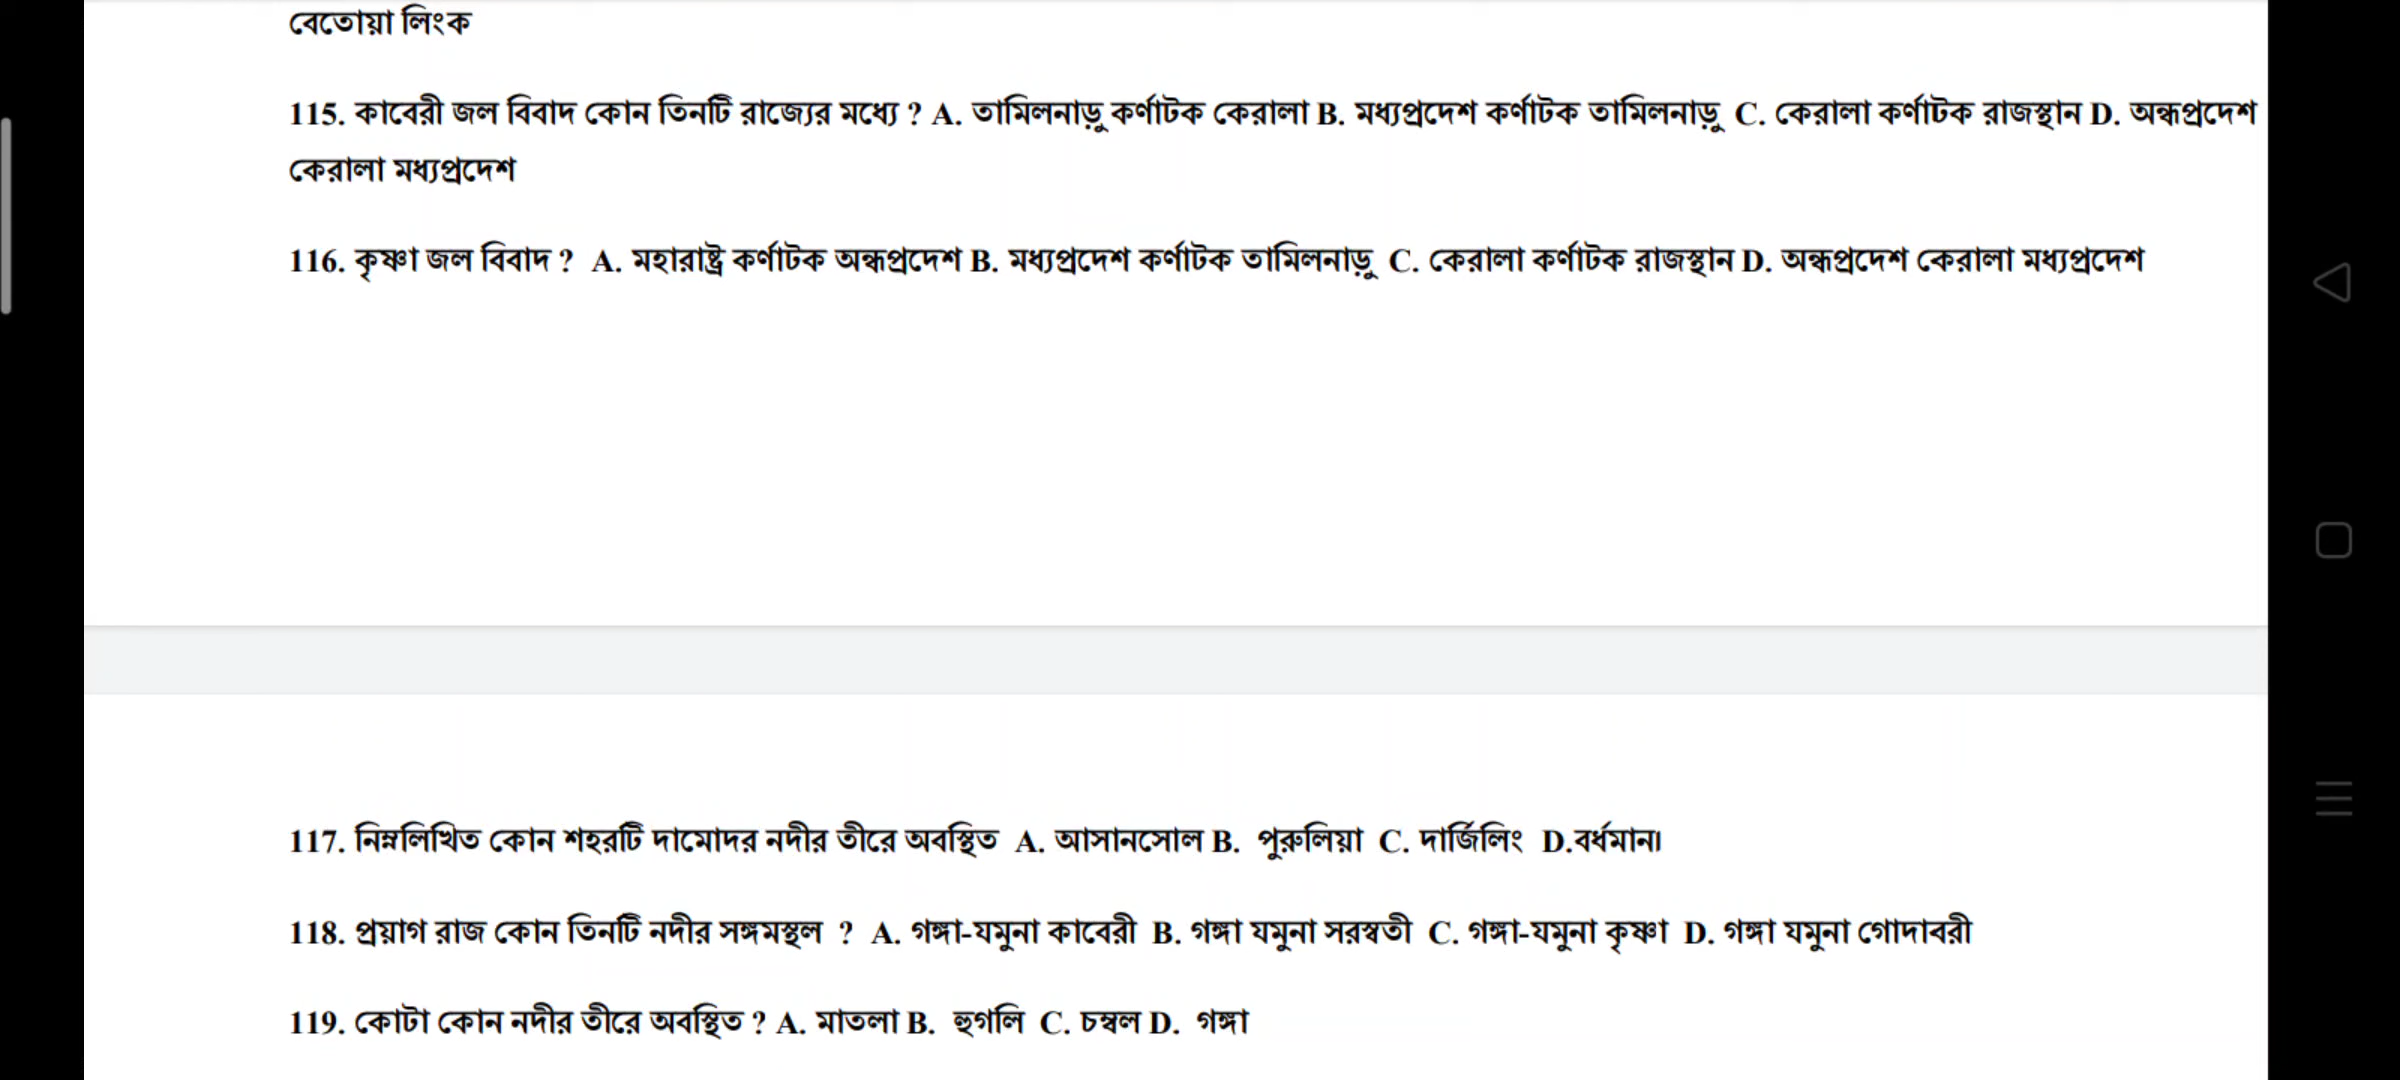 বেতোয়া লিংক
115. কাবেরী জল বিবাদ কোন তিনটি রাজ্যের মধ্যে ? A. তামিলনাড়ু কর্ণাটক কেরালা B. মধ্যপ্রদেশ কর্ণাটক তামিলনাড়ু C. কেরালা কর্ণাটক রাজস্থান D. অন্ধপ্রদেশ
কেরালা মধ্যপ্রদেশ
116. কৃষ্ণা জল বিবাদ ? A. মহারাষ্ট্র কর্ণাটক অন্ধপ্রদেশ B. মধ্যপ্রদেশ কর্ণাটক তামিলনাড়ু C. কেরালা কর্ণাটক রাজস্থান D. অন্ধপ্রদেশ কেরালা মধ্যপ্রদেশ
117. নিম্নলিখিত কোন শহরটি দামোদর নদীর তীরে অবস্থিত A. আসানসোল B. পুরুলিয়া C. দার্জিলিং D.বর্ধমান৷
118. প্রয়াগ রাজ কোন তিনটি নদীর সঙ্গমস্থল ? A. গঙ্গা-যমুনা কাবেরী B. গঙ্গা যমুনা সরস্বতী C. গঙ্গা-যমুনা কৃষ্ণা D. গঙ্গা যমুনা গোদাবরী
119. কোটা কোন নদীর তীরে অবস্থিত ? A. মাতলা B. হুগলি C. চম্বল D. গঙ্গা